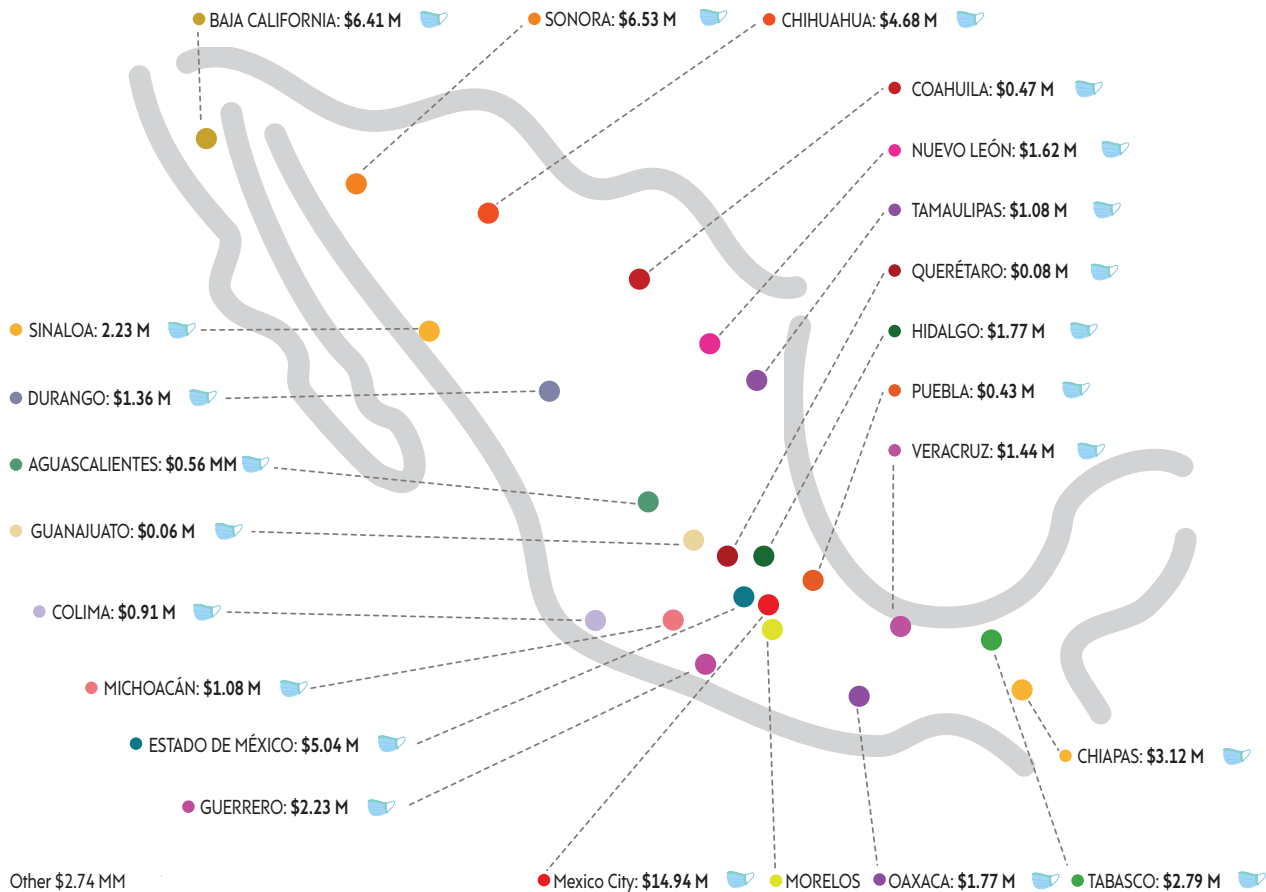 BAJA CALIFORNIA: $6.41 M
SONORA: $6.53 M
CHIHUAHUA: $4.68 M
COAHUILA: $0.47 M
NUEVO LEÓN: $1.62 M
TAMAULIPAS: $1.08 M
QUERÉTARO: $0.08 M
SINALOA: 2.23 M
HIDALGO: $1.77 M
DURANGO: $1.36 M
PUEBLA: $0.43 M
VERACRUZ: $1.44 M
AGUASCALIENTES: $0.56 MM
GUANAJUATO: $0.06 M
COLIMA: $0.91 M
MICHOACÁN: $1.08 M
ESTADO DE MÉXICO: $5.04 M
CHIAPAS: $3.12 M
GUERRERO: $2.23 M
Other $2.74 MM
Mexico City: $14.94 M
MORELOS
OAXACA: $1.77 M
TABASCO: $2.79 M